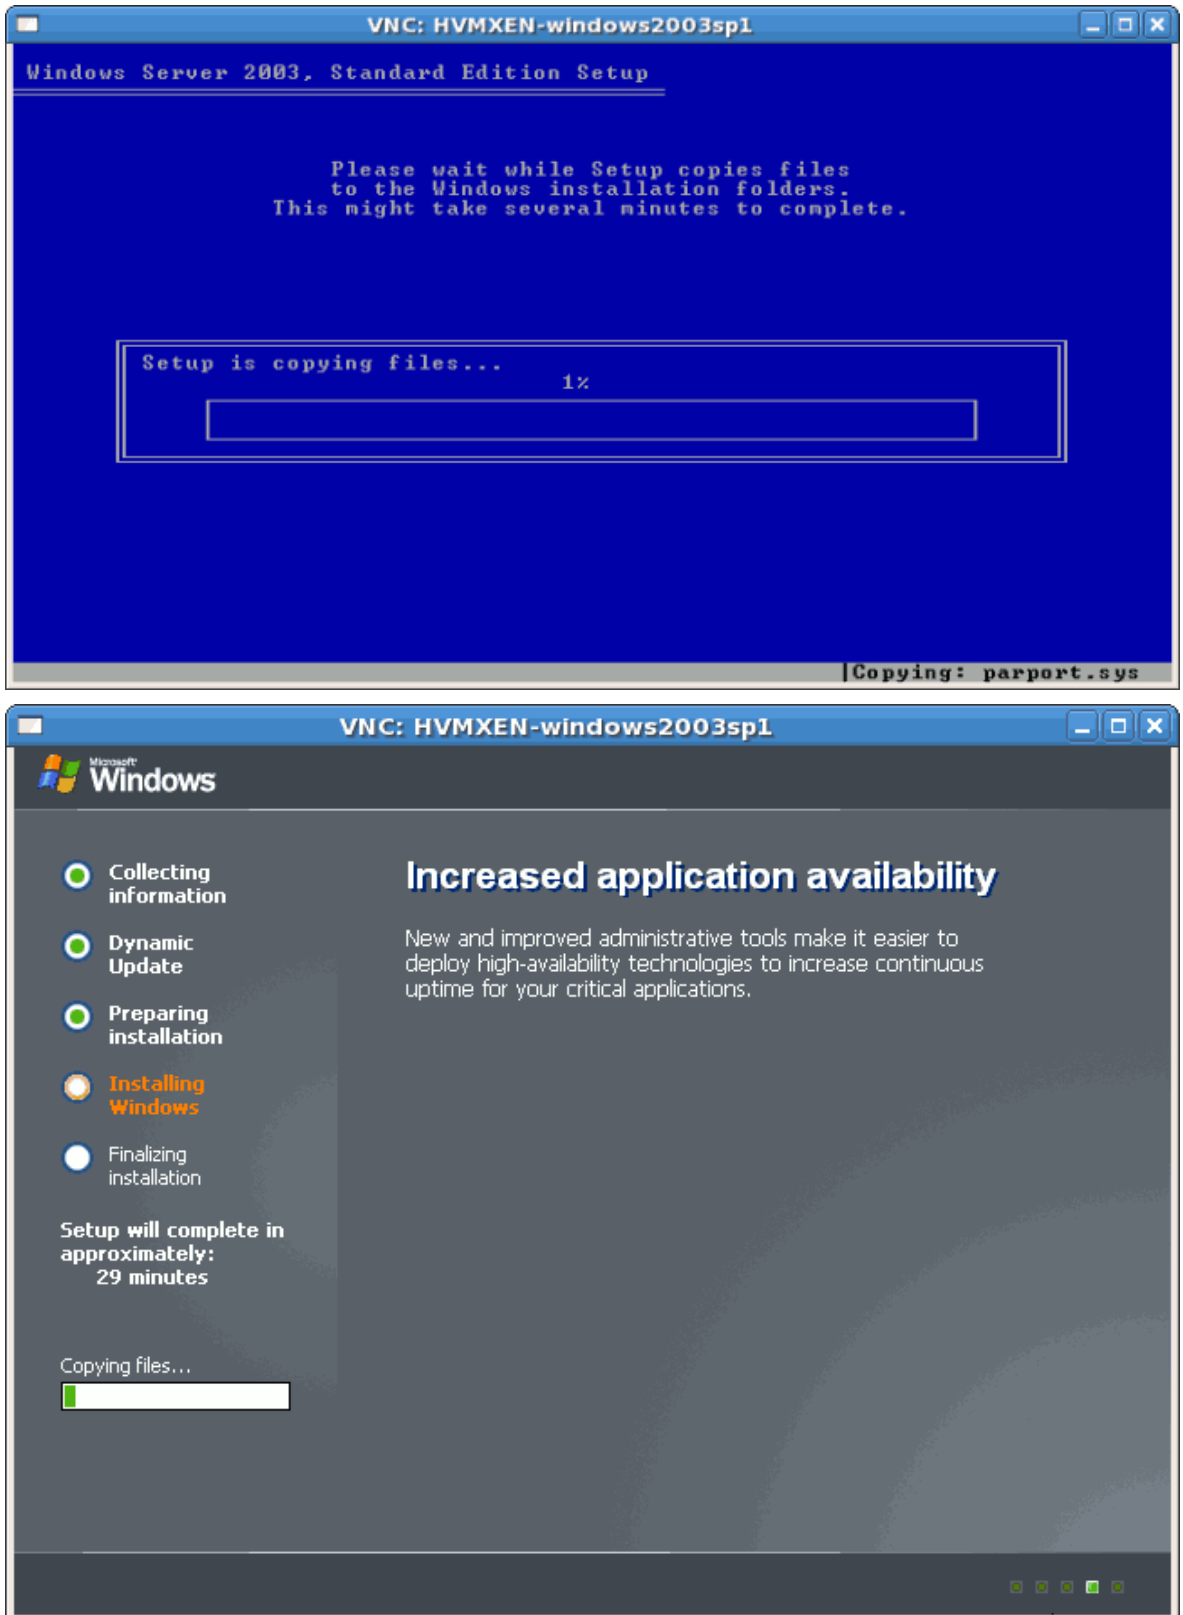 VNC: HVMXEN-windows2003sp1
Windows Server 2003, Standard Edition Setup
Please wait while Setup copies files
to the Windows installation folders.
This might take several minutes to complete.
Setup is copying files...
1%
|Copying: parport.sys
VNC: HVMXEN-windows2003sp1
Microsoft
Windows
Collecting
information
Dynamic
Update
Preparing
installation
Installing
Windows
Finalizing
installation
Setup will complete in
approximately:
29 minutes
Copying files...
Increased application availability
New and improved administrative tools make it easier to
deploy high-availability technologies to increase continuous
uptime for your critical applications.